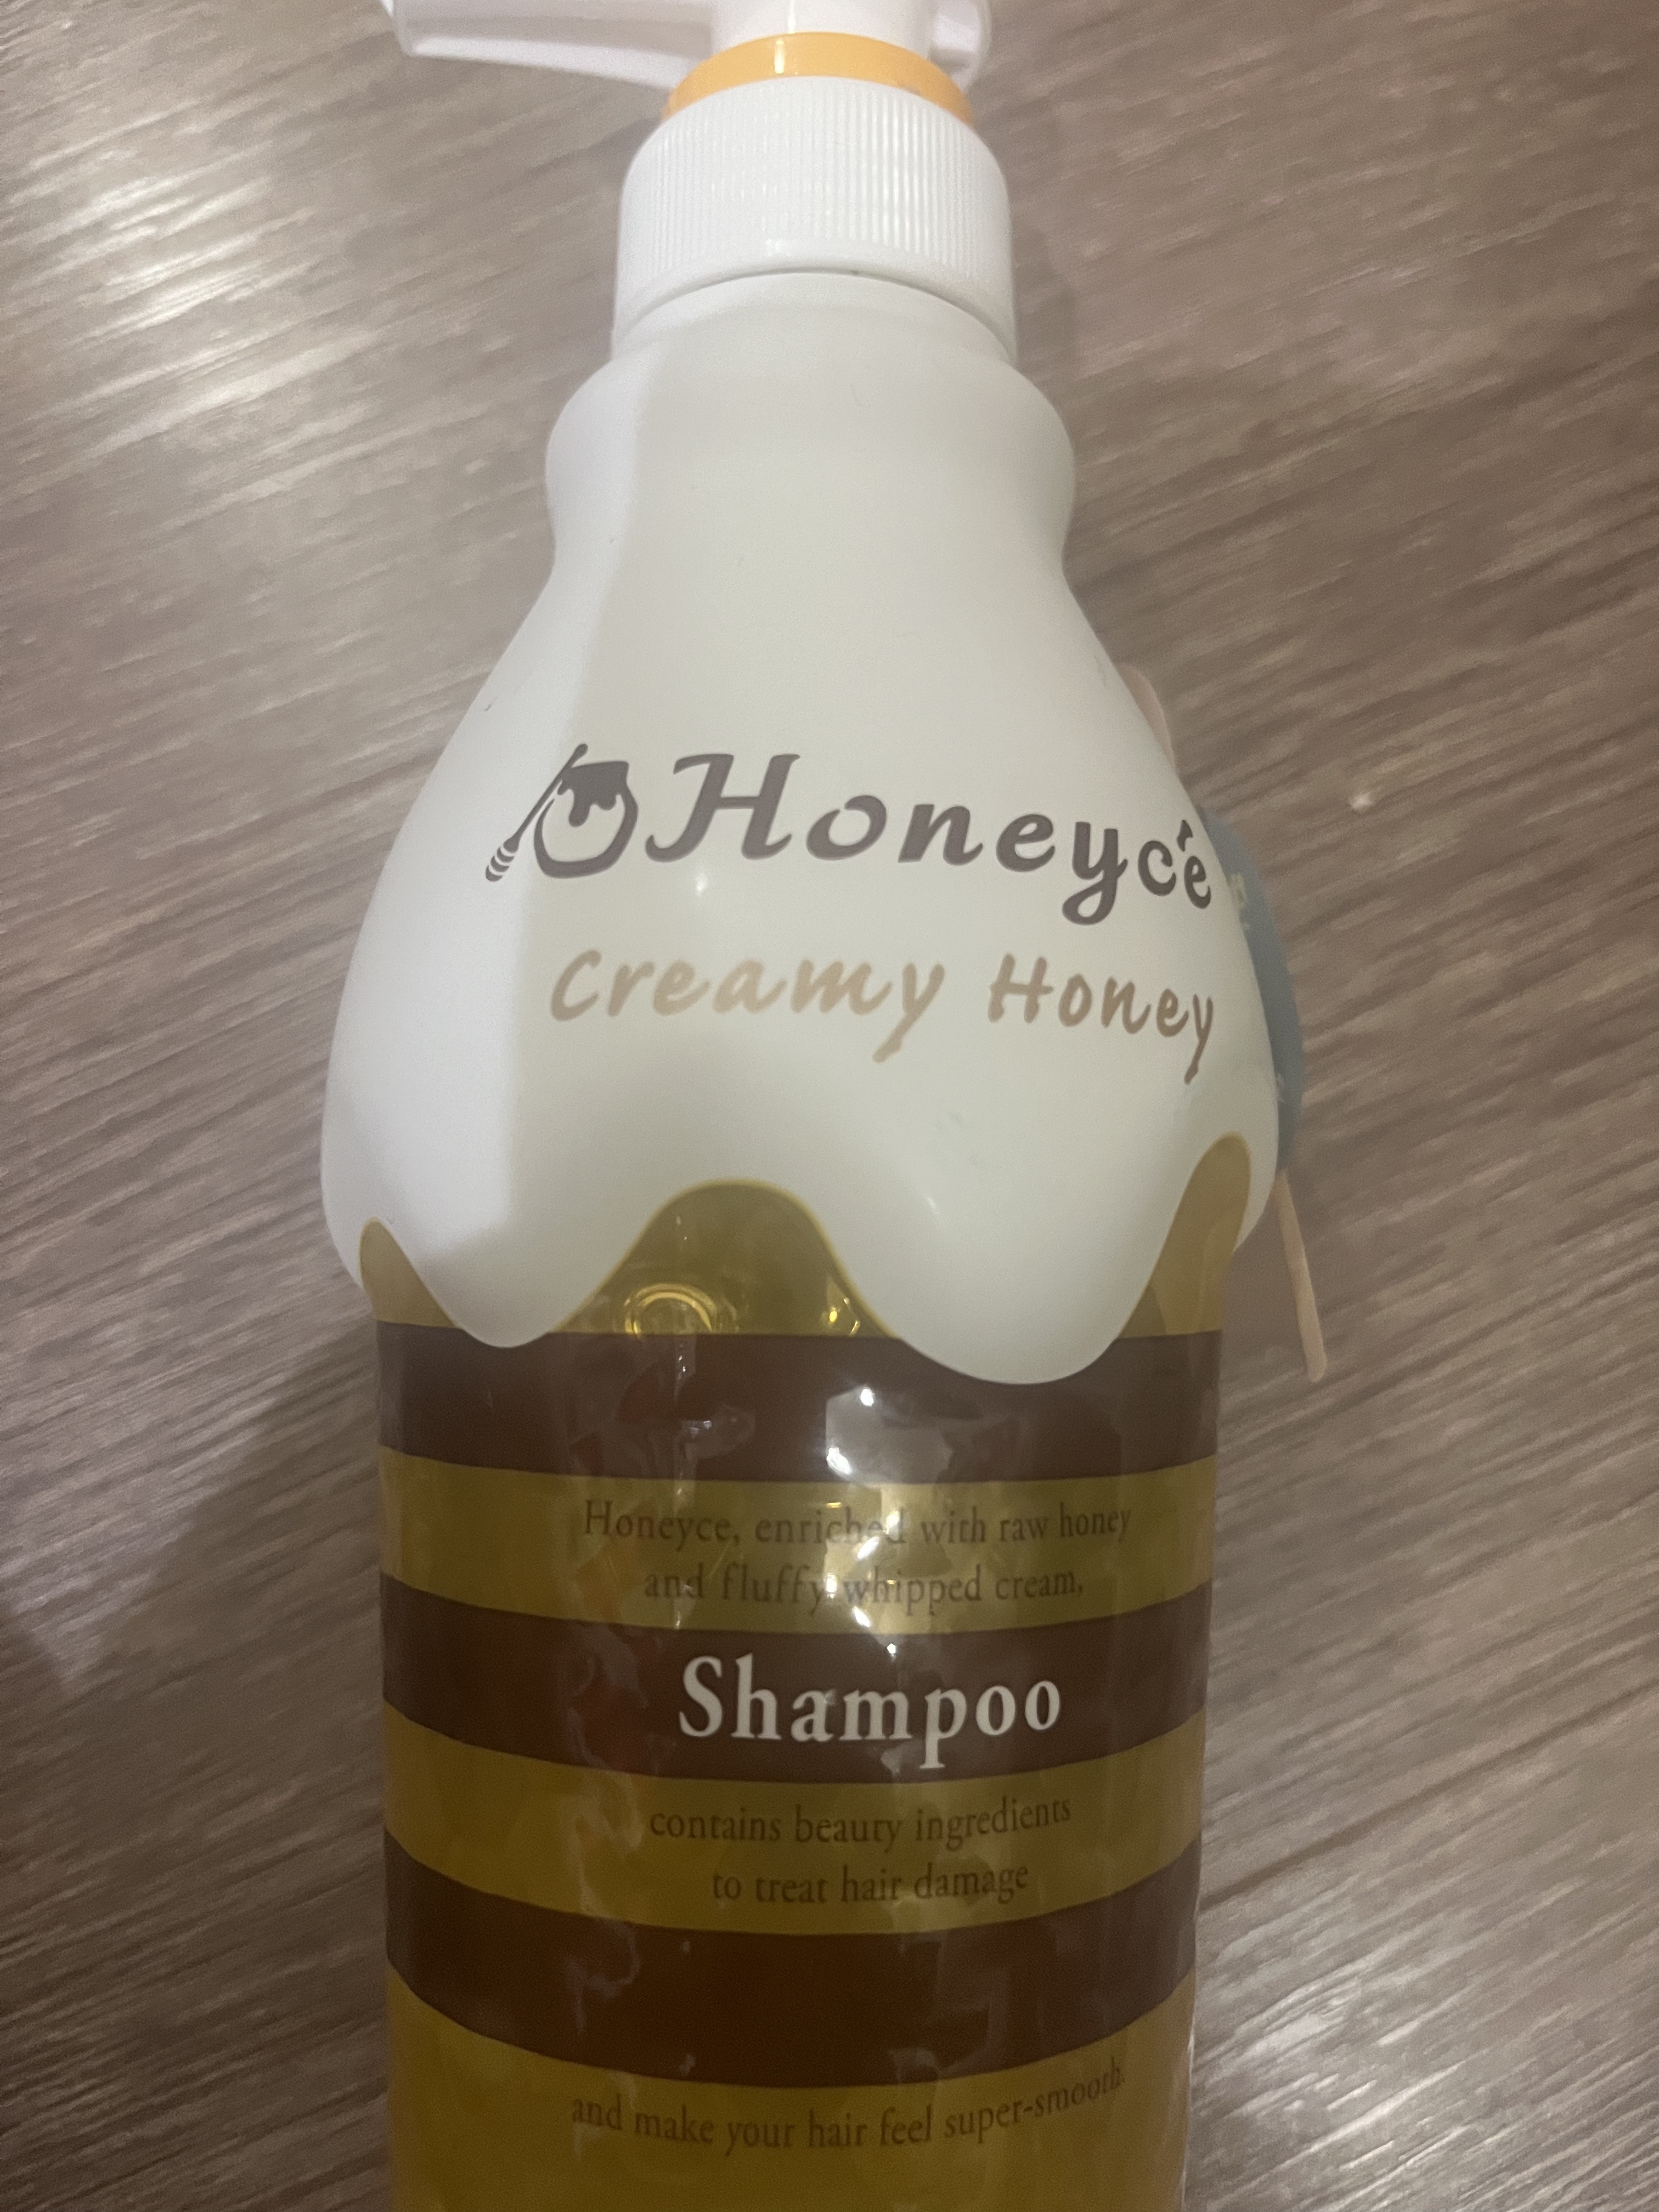 Honeycê
Creamy Honey
Honeyce, enriched with raw honey
and fluffy whipped cream,
Shampoo
contains beauty ingredients
to treat hair damage
and make your hair feel super-smooth.